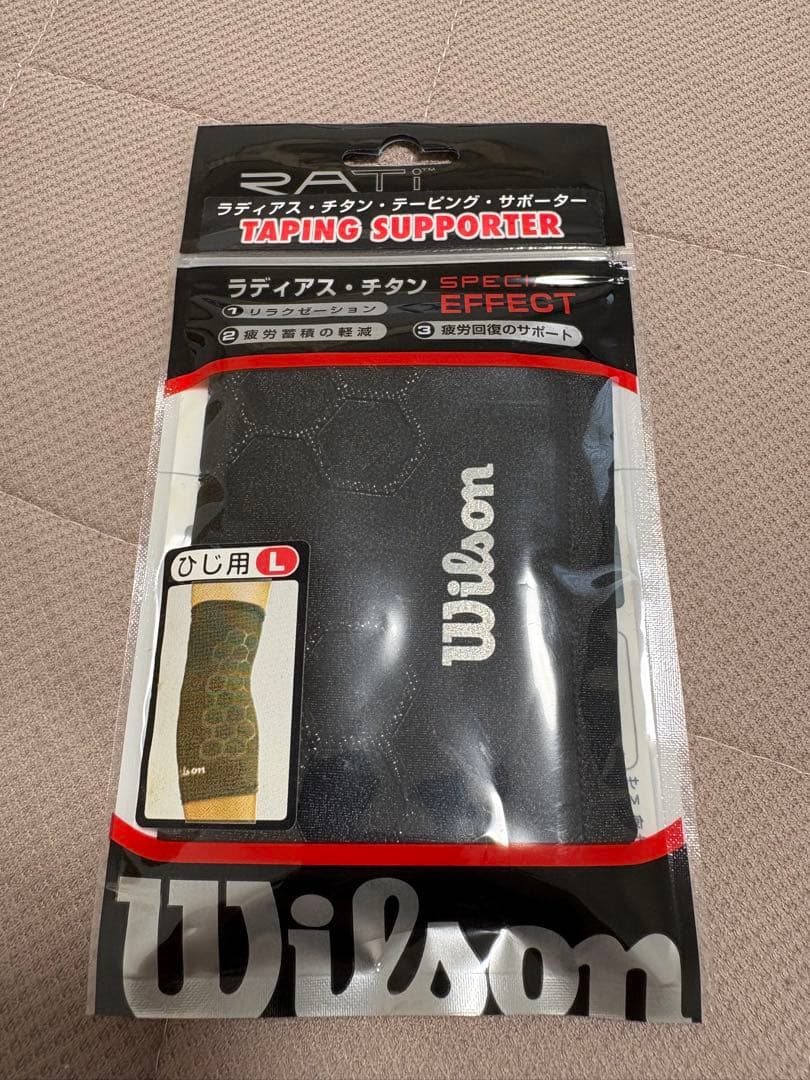 RATi™
ラディアス・チタン・テーピング・サポーター
TAPING SUPPORTER
ラディアス・チタン SPECIAL EFFECT
① リラクゼーション
② 疲労蓄積の軽減 ③ 疲労回復のサポート
Wilson
ひじ用 L
Wilson